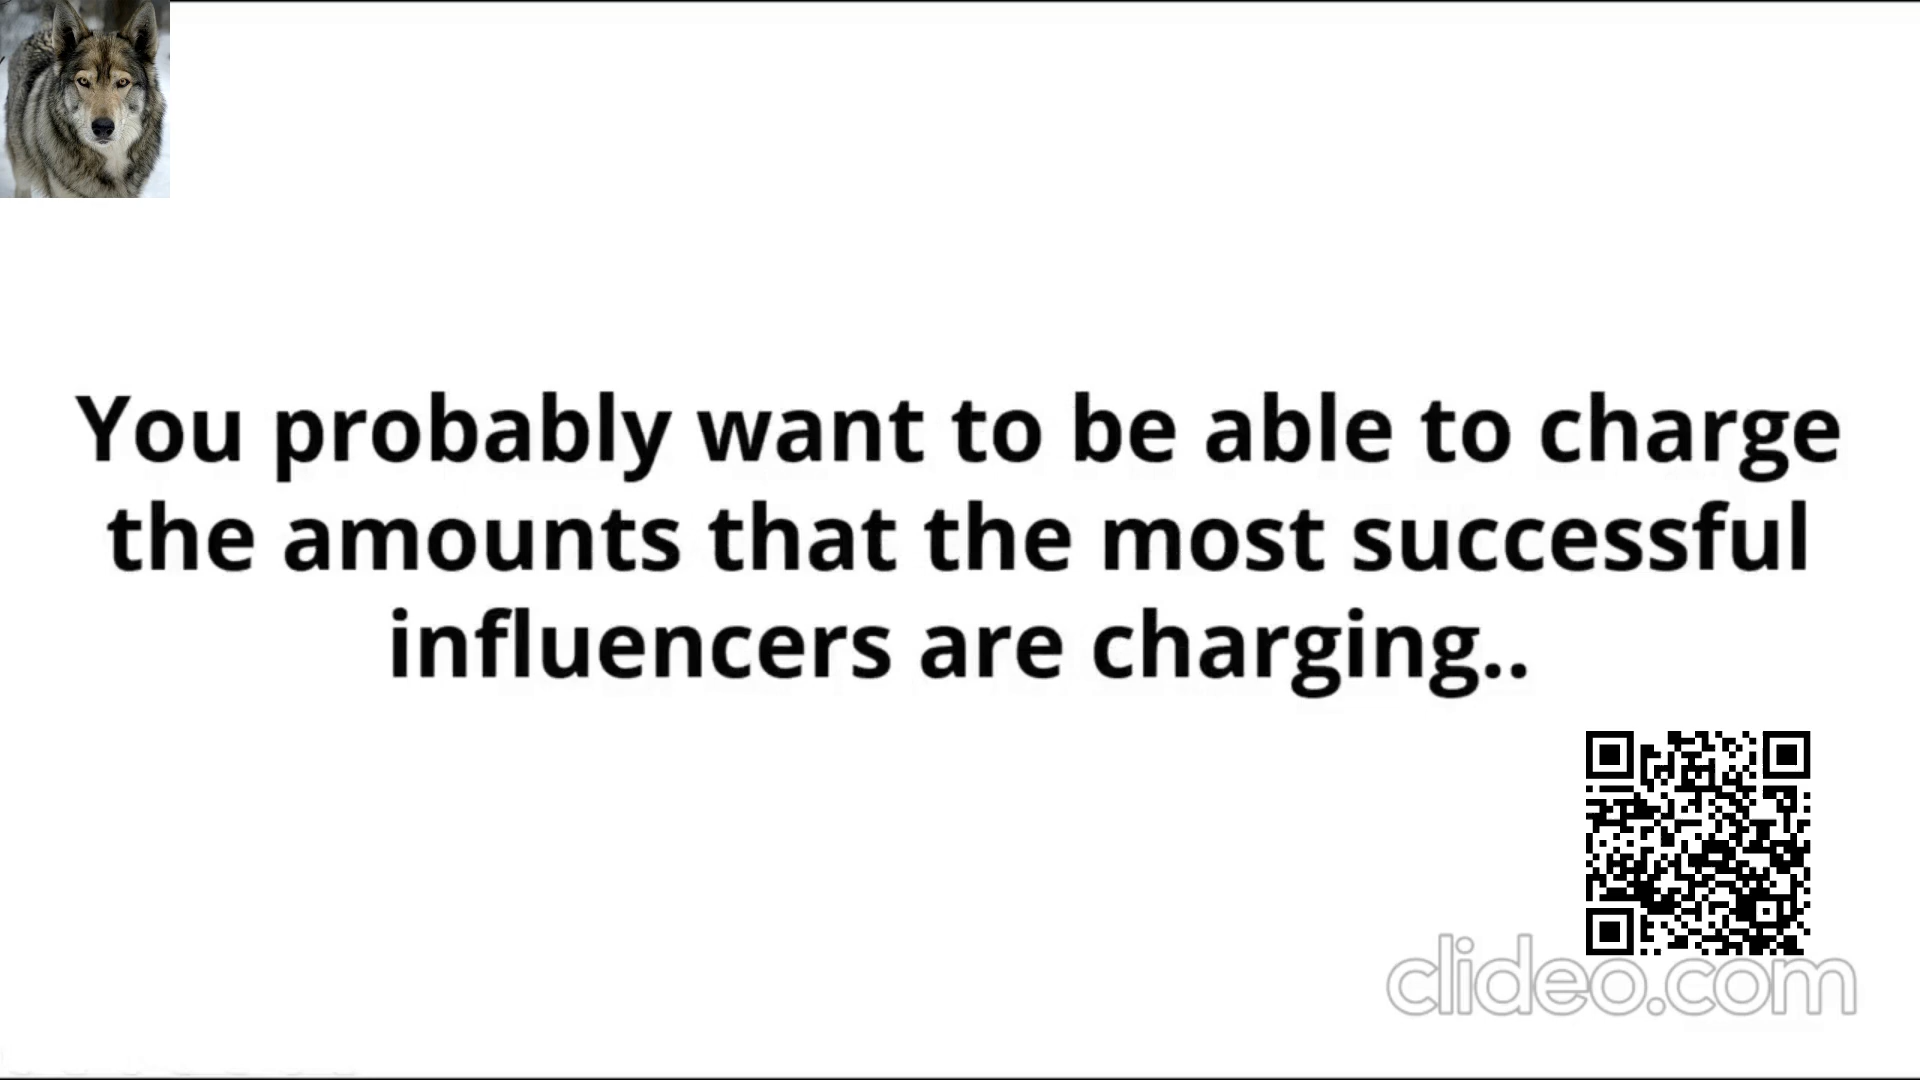 You probably want to be able to charge
the amounts that the most successful
influencers are charging..
clideo.com